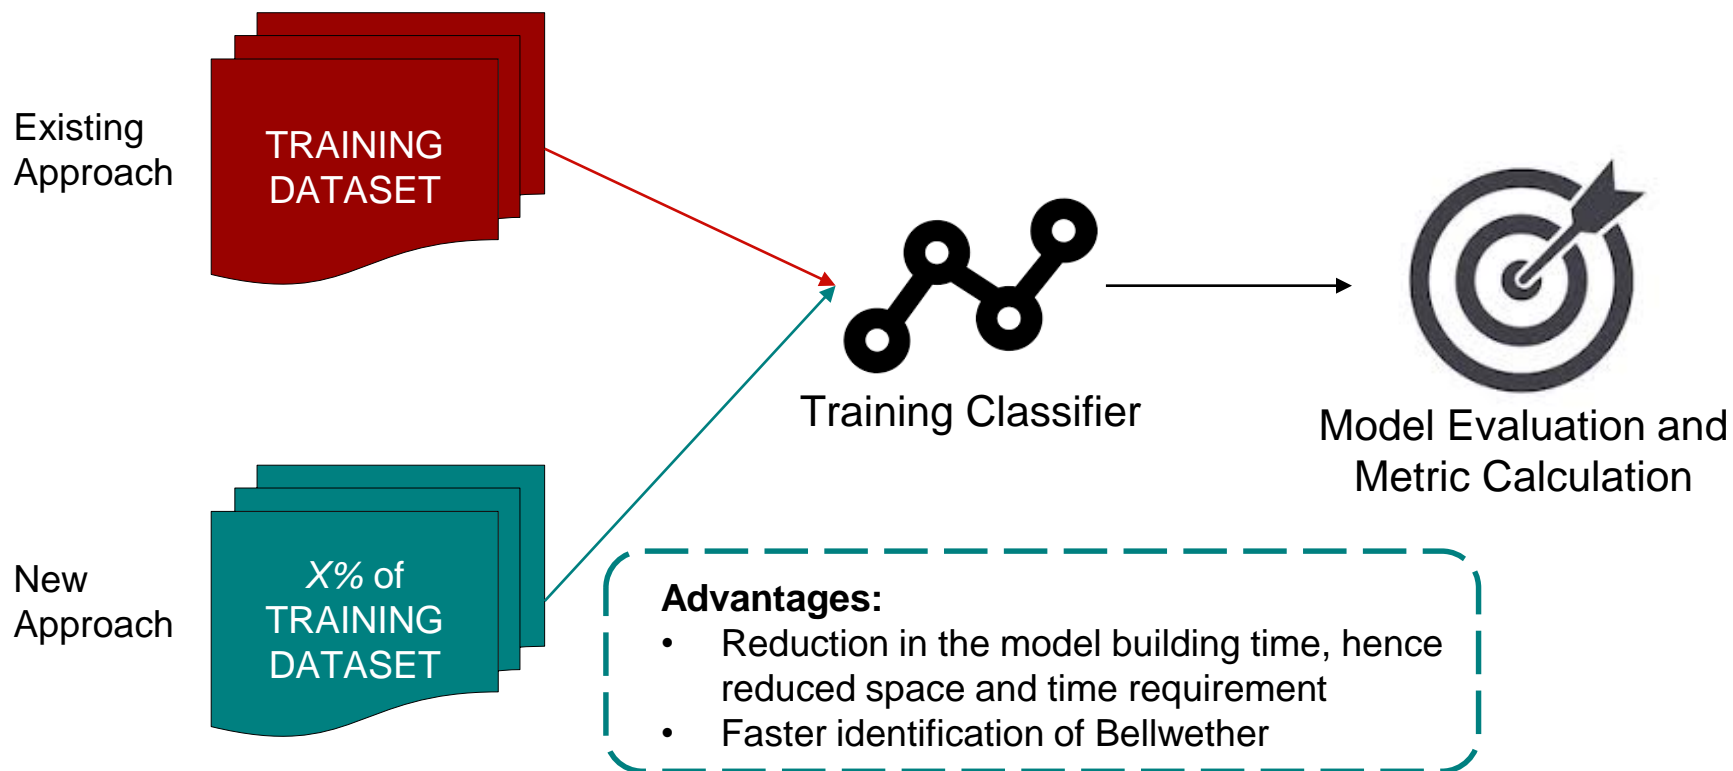 Existing
Approach
TRAINING
DATASET
Training Classifier
Model Evaluation and
Metric Calculation
New
Approach
X% of
TRAINING
DATASET
Advantages:
• Reduction in the model building time, hence
reduced space and time requirement
• Faster identification of Bellwether